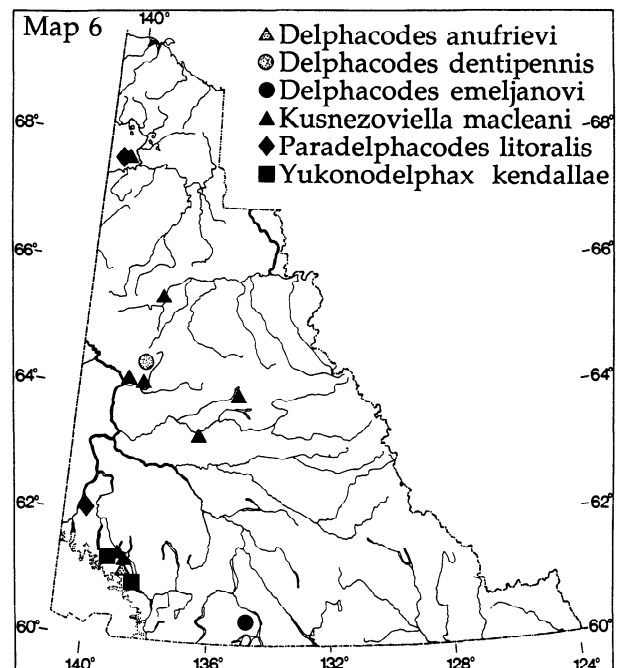 Map 6
140°
Delphacodes anufrievi
Delphacodes dentipennis
Delphacodes emeljanovi
Kusnezoviella macleani
Paradelphacodes litoralis
Yukonodelphax kendallae
68°
68°
66°
66°
64°
64°
62°
62°
60°
60°
140°
136°
132°
128°
124°